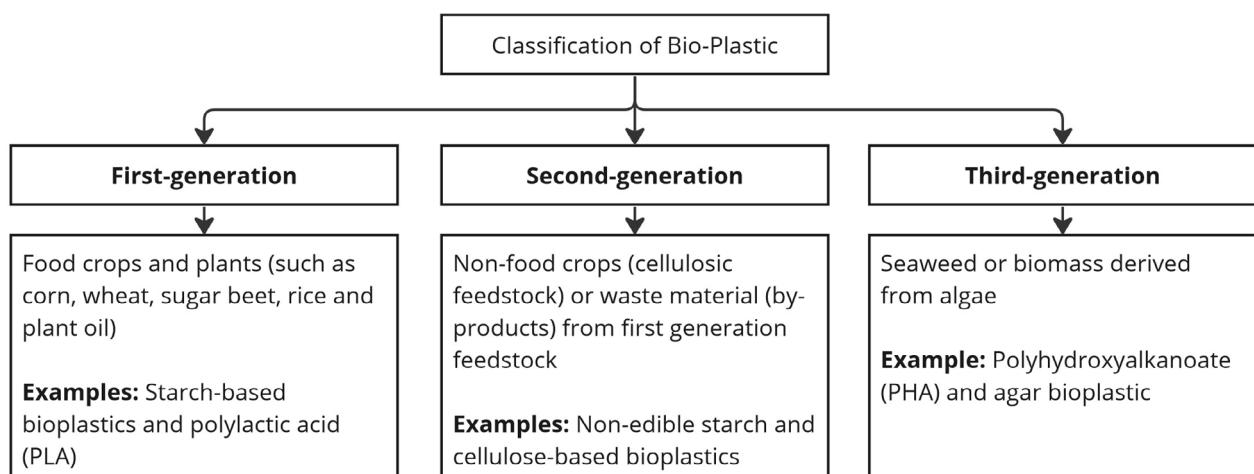 Classification of Bio-Plastic
First-generation
Second-generation
Third-generation
Food crops and plants (such as
corn, wheat, sugar beet, rice and
plant oil)
Examples: Starch-based
bioplastics and polylactic acid
(PLA)
Non-food crops (cellulosic
feedstock) or waste material (by-
products) from first generation
feedstock
Examples: Non-edible starch and
cellulose-based bioplastics
Seaweed or biomass derived
from algae
Example: Polyhydroxyalkanoate
(PHA) and agar bioplastic